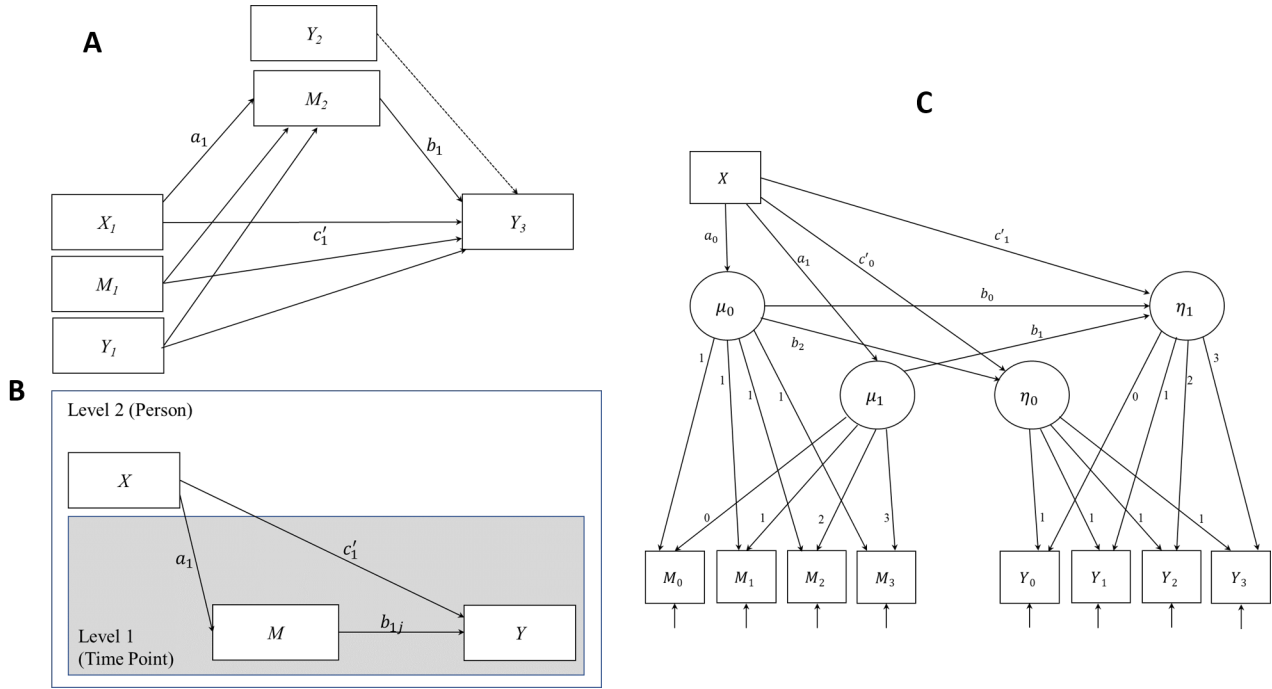 A
Y₂
M₂
a₁
b₁
X₁
c′₁
Y₃
M₁
Y₁
B
Level 2 (Person)
X
a₁
c′₁
M
b₁ⱼ
Y
Level 1
(Time Point)
C
X
a₀
a₁
c′₀
c′₁
μ₀
b₀
η₁
b₂
b₁
μ₁
η₀
1
1
1
1
0
1
2
3
0
1
2
3
1
1
1
1
M₀
M₁
M₂
M₃
Y₀
Y₁
Y₂
Y₃